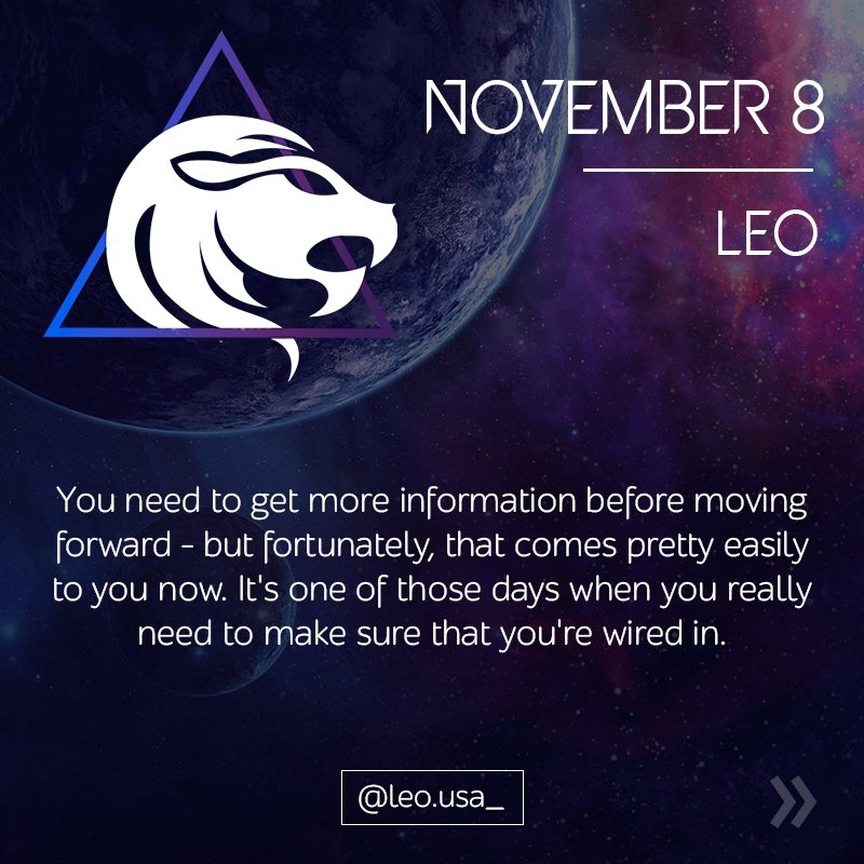 NOVEMBER 8
LEO
You need to get more information before moving
forward - but fortunately, that comes pretty easily
to you now. It's one of those days when you really
need to make sure that you're wired in.
@leo.usa_